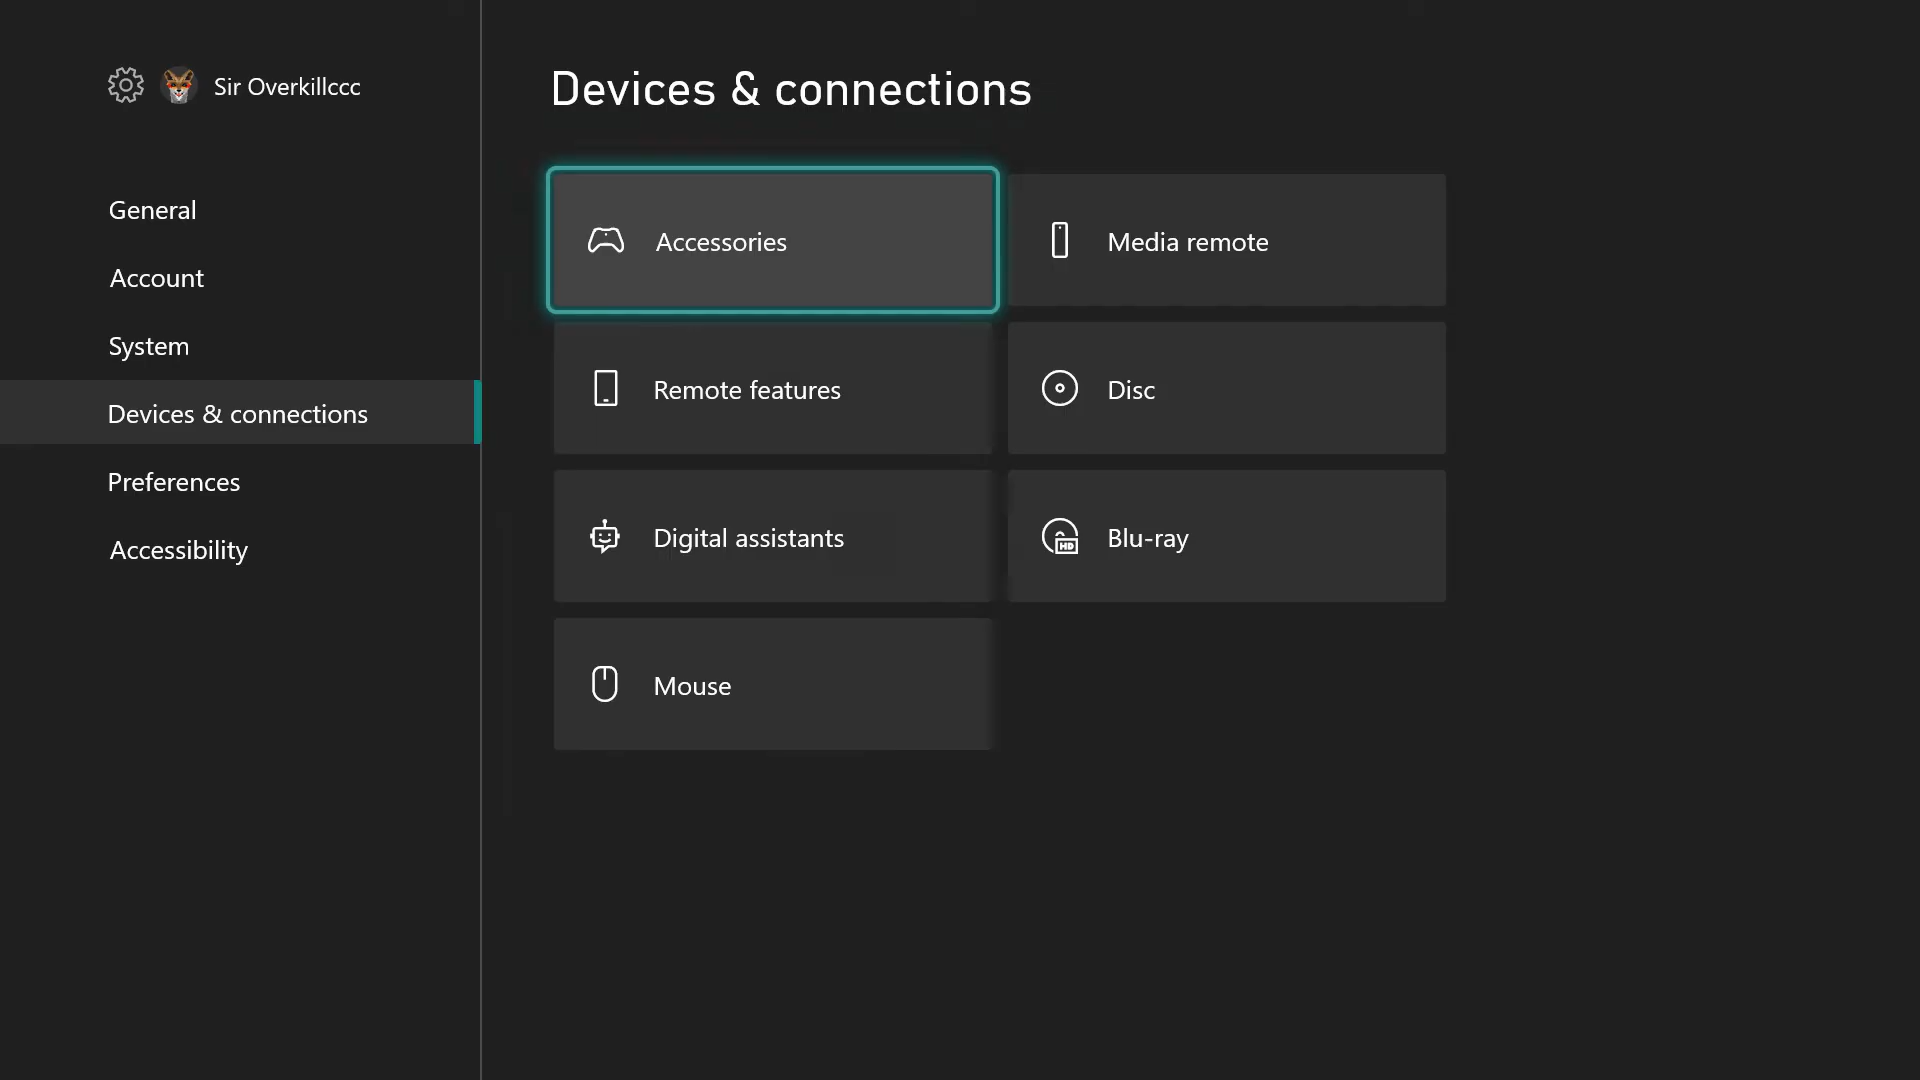 Sir Overkillccc
General
Account
System
Devices & connections
Preferences
Accessibility
Devices & connections
Accessories
Media remote
Remote features
Disc
Digital assistants
HD
Blu-ray
Mouse